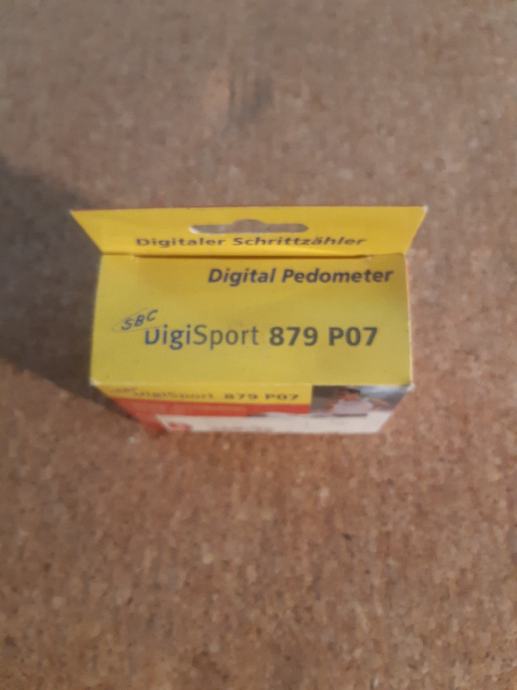 Digitaler Schrittzähler
Digital Pedometer
SBC
DigiSport 879 P07
DigiSport 879 P07